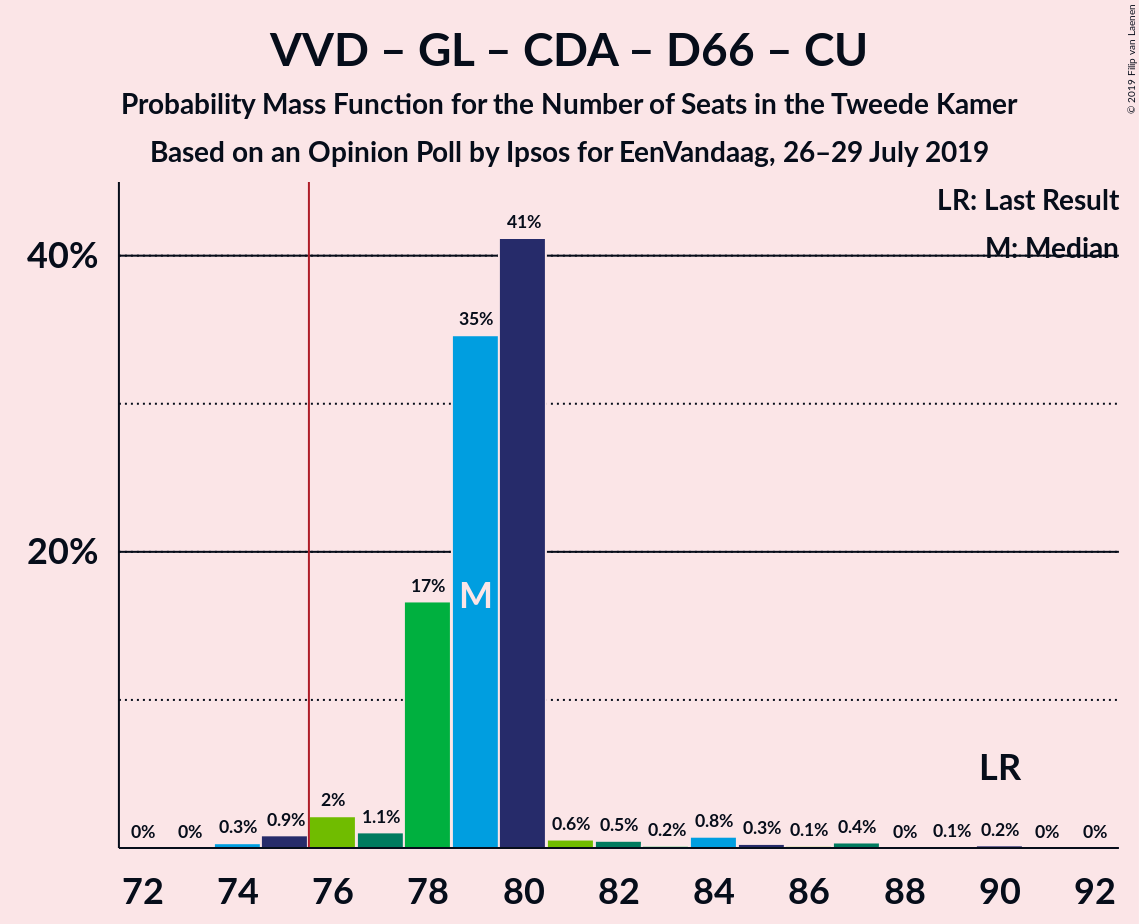 VVD – GL – CDA – D66 – CU
Probability Mass Function for the Number of Seats in the Tweede Kamer
Based on an Opinion Poll by Ipsos for EenVandaag, 26–29 July 2019
© 2019 Filip van Laenen
LR: Last Result
M: Median
40%
20%
0% 0% 0.3% 0.9% 2% 1.1% 17% 35% 41% 0.6% 0.5% 0.2% 0.8% 0.3% 0.1% 0.4% 0% 0.1% 0.2% 0% 0%
M
LR
72 74 76 78 80 82 84 86 88 90 92